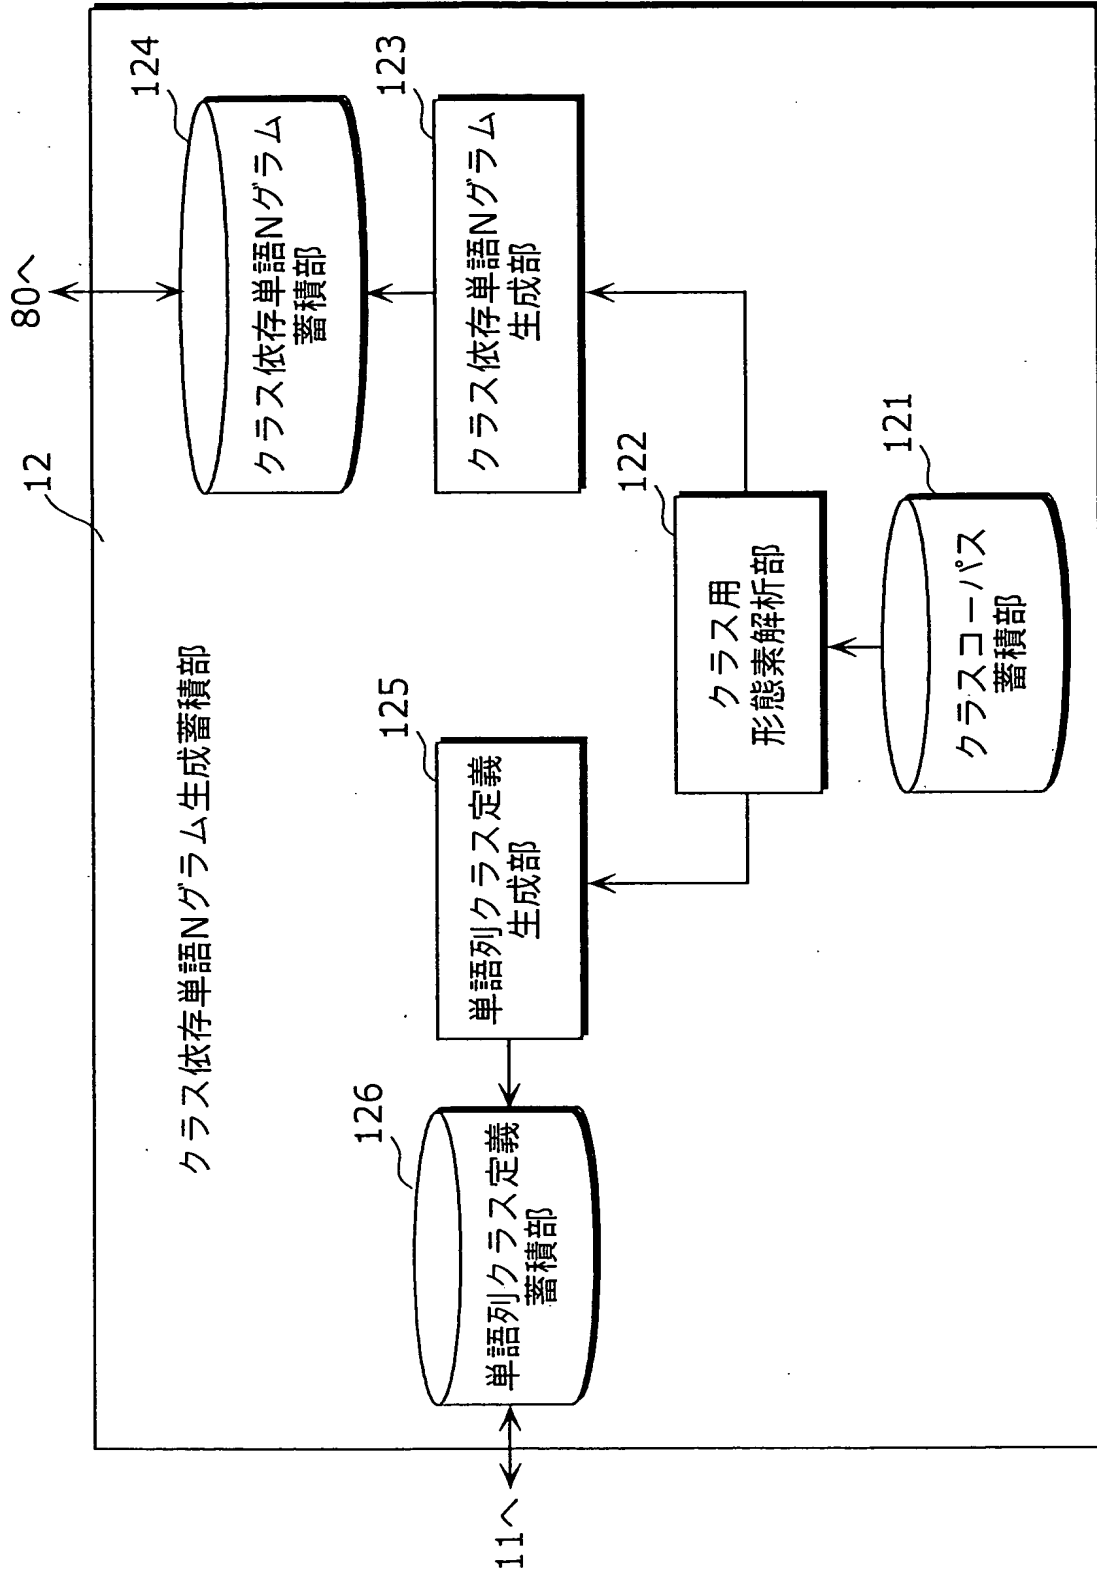 12
クラス依存単語Nグラム生成蓄積部
80へ
124
クラス依存単語Nグラム
蓄積部
126
単語列クラス定義
蓄積部
11へ
125
単語列クラス定義
生成部
123
クラス依存単語Nグラム
生成部
122
クラス用
形態素解析部
121
クラスコーパス
蓄積部